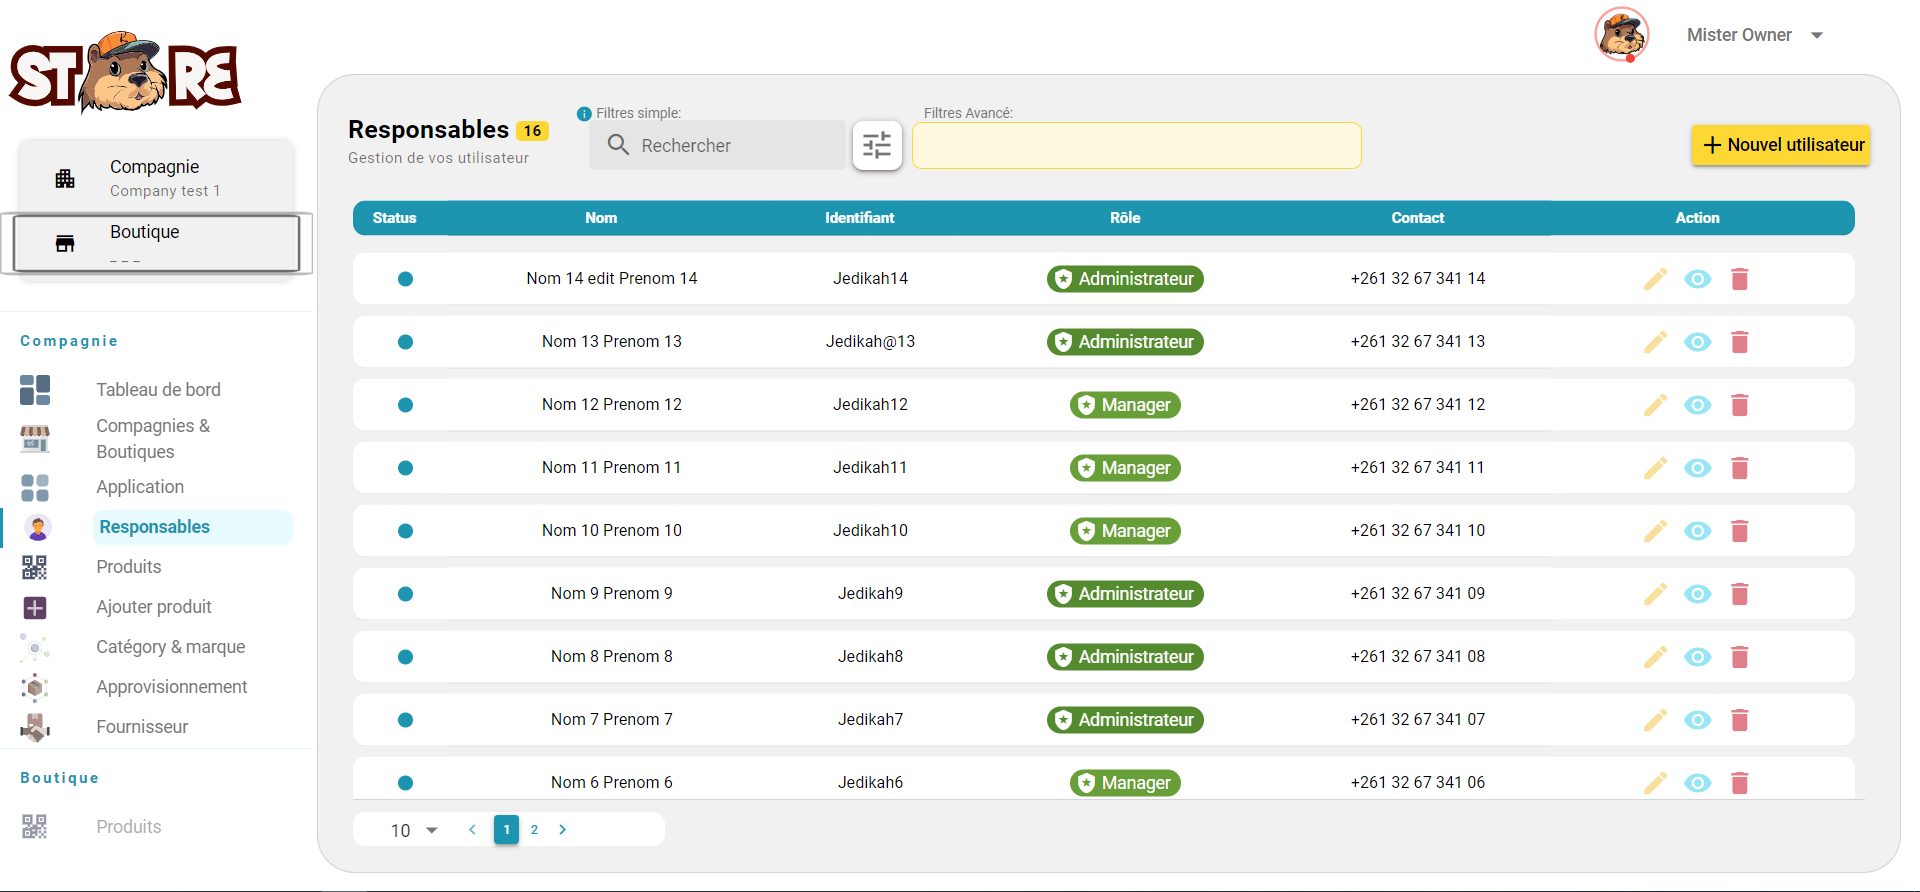 STORE
Mister Owner
Compagnie
Company test 1
Boutique
_ _ _
Compagnie
Tableau de bord
Compagnies &
Boutiques
Application
Responsables
Produits
Ajouter produit
Catégory & marque
Approvisionnement
Fournisseur
Boutique
Produits
Responsables 16
Gestion de vos utilisateur
Filtres simple:
Rechercher
Filtres Avancé:
Nouvel utilisateur
Status Nom Identifiant Rôle Contact Action
Nom 14 edit Prenom 14 Jedikah14 Administrateur +261 32 67 341 14
Nom 13 Prenom 13 Jedikah@13 Administrateur +261 32 67 341 13
Nom 12 Prenom 12 Jedikah12 Manager +261 32 67 341 12
Nom 11 Prenom 11 Jedikah11 Manager +261 32 67 341 11
Nom 10 Prenom 10 Jedikah10 Manager +261 32 67 341 10
Nom 9 Prenom 9 Jedikah9 Administrateur +261 32 67 341 09
Nom 8 Prenom 8 Jedikah8 Administrateur +261 32 67 341 08
Nom 7 Prenom 7 Jedikah7 Administrateur +261 32 67 341 07
Nom 6 Prenom 6 Jedikah6 Manager +261 32 67 341 06
10 1 2